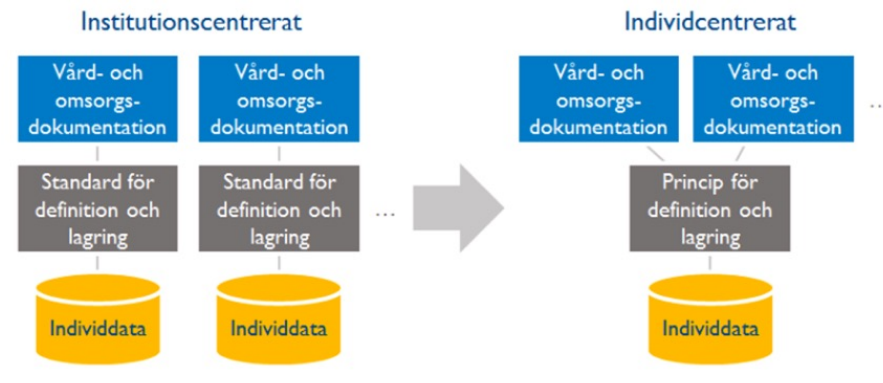 Institutionscentrerat
Individcentrerat
Vård- och
omsorgs-
dokumentation
Vård- och
omsorgs-
dokumentation
Vård- och
omsorgs-
dokumentation
Vård- och
omsorgs-
dokumentation
...
Standard för
definition och
lagring
Standard för
definition och
lagring
...
Princip för
definition och
lagring
Individdata
Individdata
Individdata